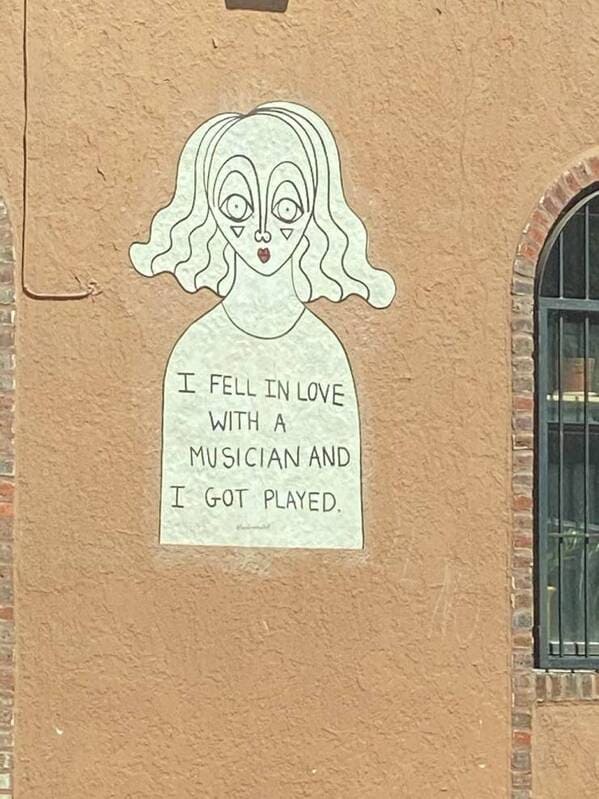 I FELL IN LOVE
WITH A
MUSICIAN AND
I GOT PLAYED.